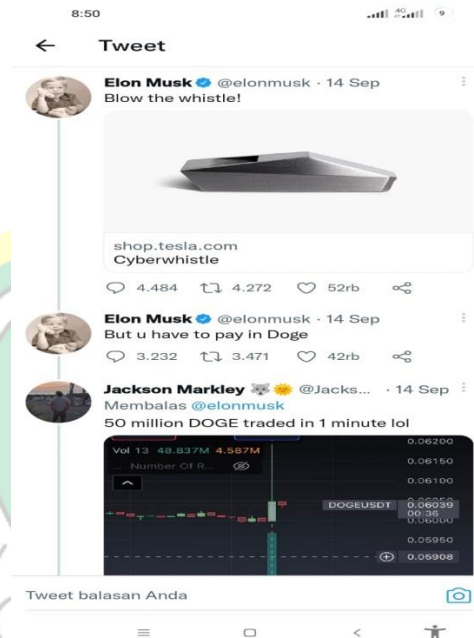 8:50
4G
9
Tweet
Elon Musk @elonmusk · 14 Sep
Blow the whistle!
shop.tesla.com
Cyberwhistle
4.484 4.272 52rb
Elon Musk @elonmusk · 14 Sep
But u have to pay in Doge
3.232 3.471 42rb
Jackson Markley 🐺🌞 @Jacks... · 14 Sep
Membalas @elonmusk
50 million DOGE traded in 1 minute lol
0.06200
Vol 13 48.837M 4.587M
... Number Of R...
0.06150
0.06100
DOGEUSDT 0.06039
00:36
0.06000
0.05950
0.05908
Tweet balasan Anda